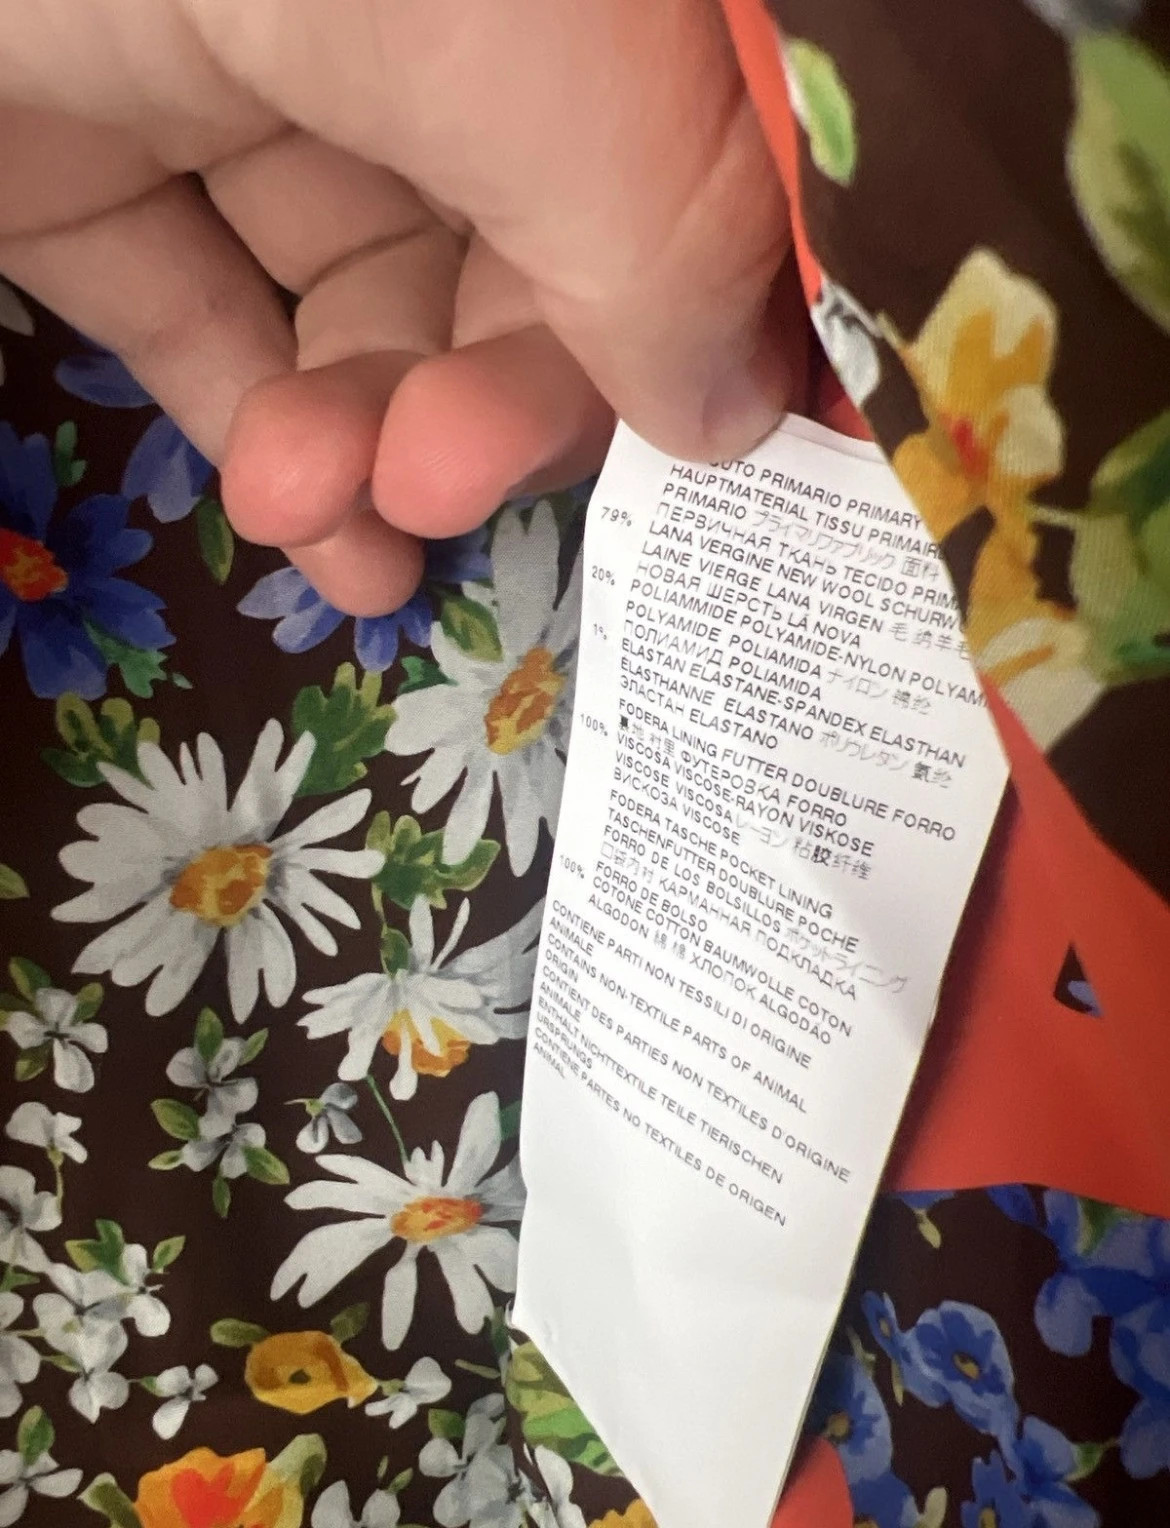 SUTO PRIMARIO PRIMARY
HAUPTMATERIAL TISSU PRIMAIRE
PRIMARIO プライマリファブリック 面料
ПЕРВИЧНАЯ ТКАНЬ TECIDO PRIM
79% LANA VERGINE NEW WOOL SCHURW
LAINE VIERGE LANA VIRGEN 毛 纳羊毛
НОВАЯ ШЕРСТЬ LÃ NOVA
20% POLIAMMIDE POLYAMIDE-NYLON POLYAMI
POLYAMIDE POLIAMIDA ナイロン 锦纶
ПОЛИАМИД POLIAMIDA
1% ELASTAN ELASTANE-SPANDEX ELASTHAN
ELASTHANNE ELASTANO ポリウレタン 氨纶
ЭЛАСТАН ELASTANO
FODERA LINING FUTTER DOUBLURE FORRO
裏地 衬里 ФУТЕРОВКА FORRO
100% VISCOSA VISCOSE-RAYON VISKOSE
VISCOSE VISCOSA レーヨン 粘胶纤维
ВИСКОЗА VISCOSE
FODERA TASCHE POCKET LINING
TASCHENFUTTER DOUBLURE POCHE
FORRO DE LOS BOLSILLOS ポケットライニング
口袋内衬 КАРМАННАЯ ПОДКЛАДКА
FORRO DE BOLSO
100% COTONE COTTON BAUMWOLLE COTON
ALGODON 綿 棉 ХЛОПОК ALGODÃO
CONTIENE PARTI NON TESSILI DI ORIGINE
ANIMALE
CONTAINS NON-TEXTILE PARTS OF ANIMAL
ORIGIN
CONTIENT DES PARTIES NON TEXTILES D'ORIGINE
ANIMALE
ENTHÄLT NICHTTEXTILE TEILE TIERISCHEN
URSPRUNGS
CONTIENE PARTES NO TEXTILES DE ORIGEN
ANIMAL